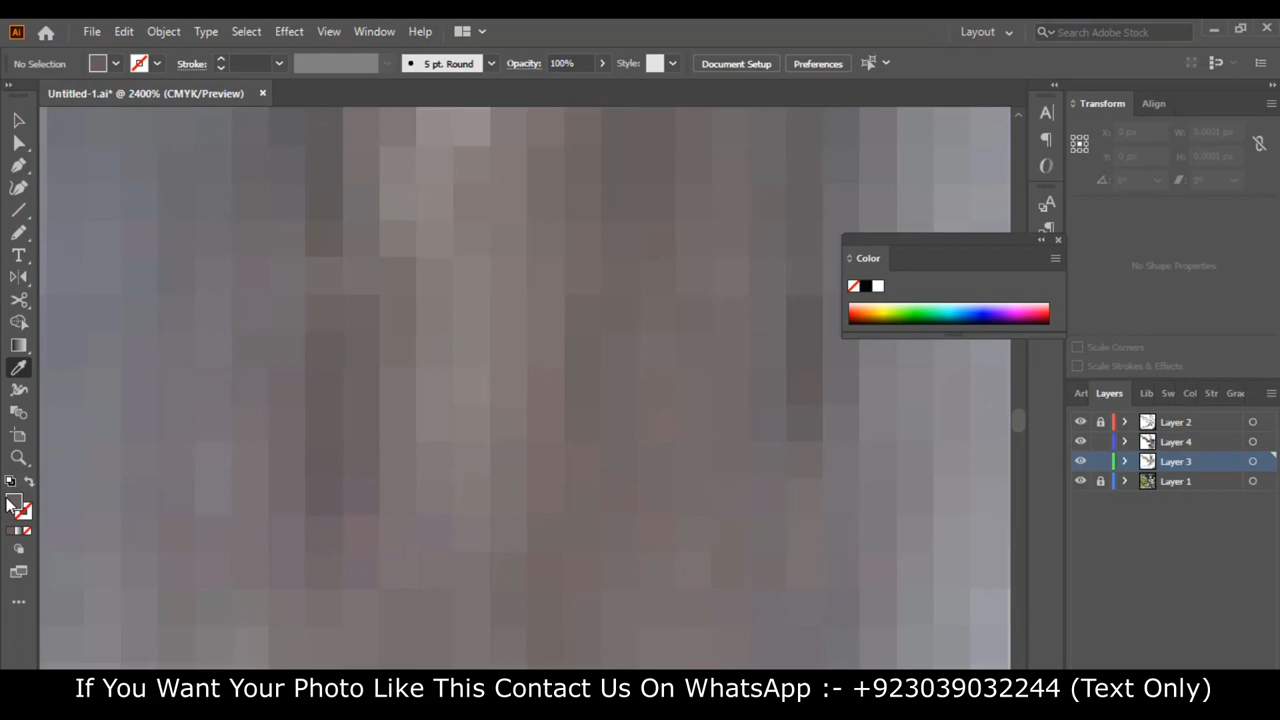 Ai File Edit Object Type Select Effect View Window Help Layout Search Adobe Stock
No Selection Stroke: 5 pt. Round Opacity: 100% Style: Document Setup Preferences
Untitled-1.ai* @ 2400% (CMYK/Preview)
Transform Align
X: 0 px W: 0.0001 px
Y: 0 px H: 0.0001 px
0° 0°
No Shape Properties
Color
Scale Corners
Scale Strokes & Effects
Art Layers Lib Sw Col Str Grac
Layer 2
Layer 4
Layer 3
Layer 1
If You Want Your Photo Like This Contact Us On WhatsApp :- +923039032244 (Text Only)